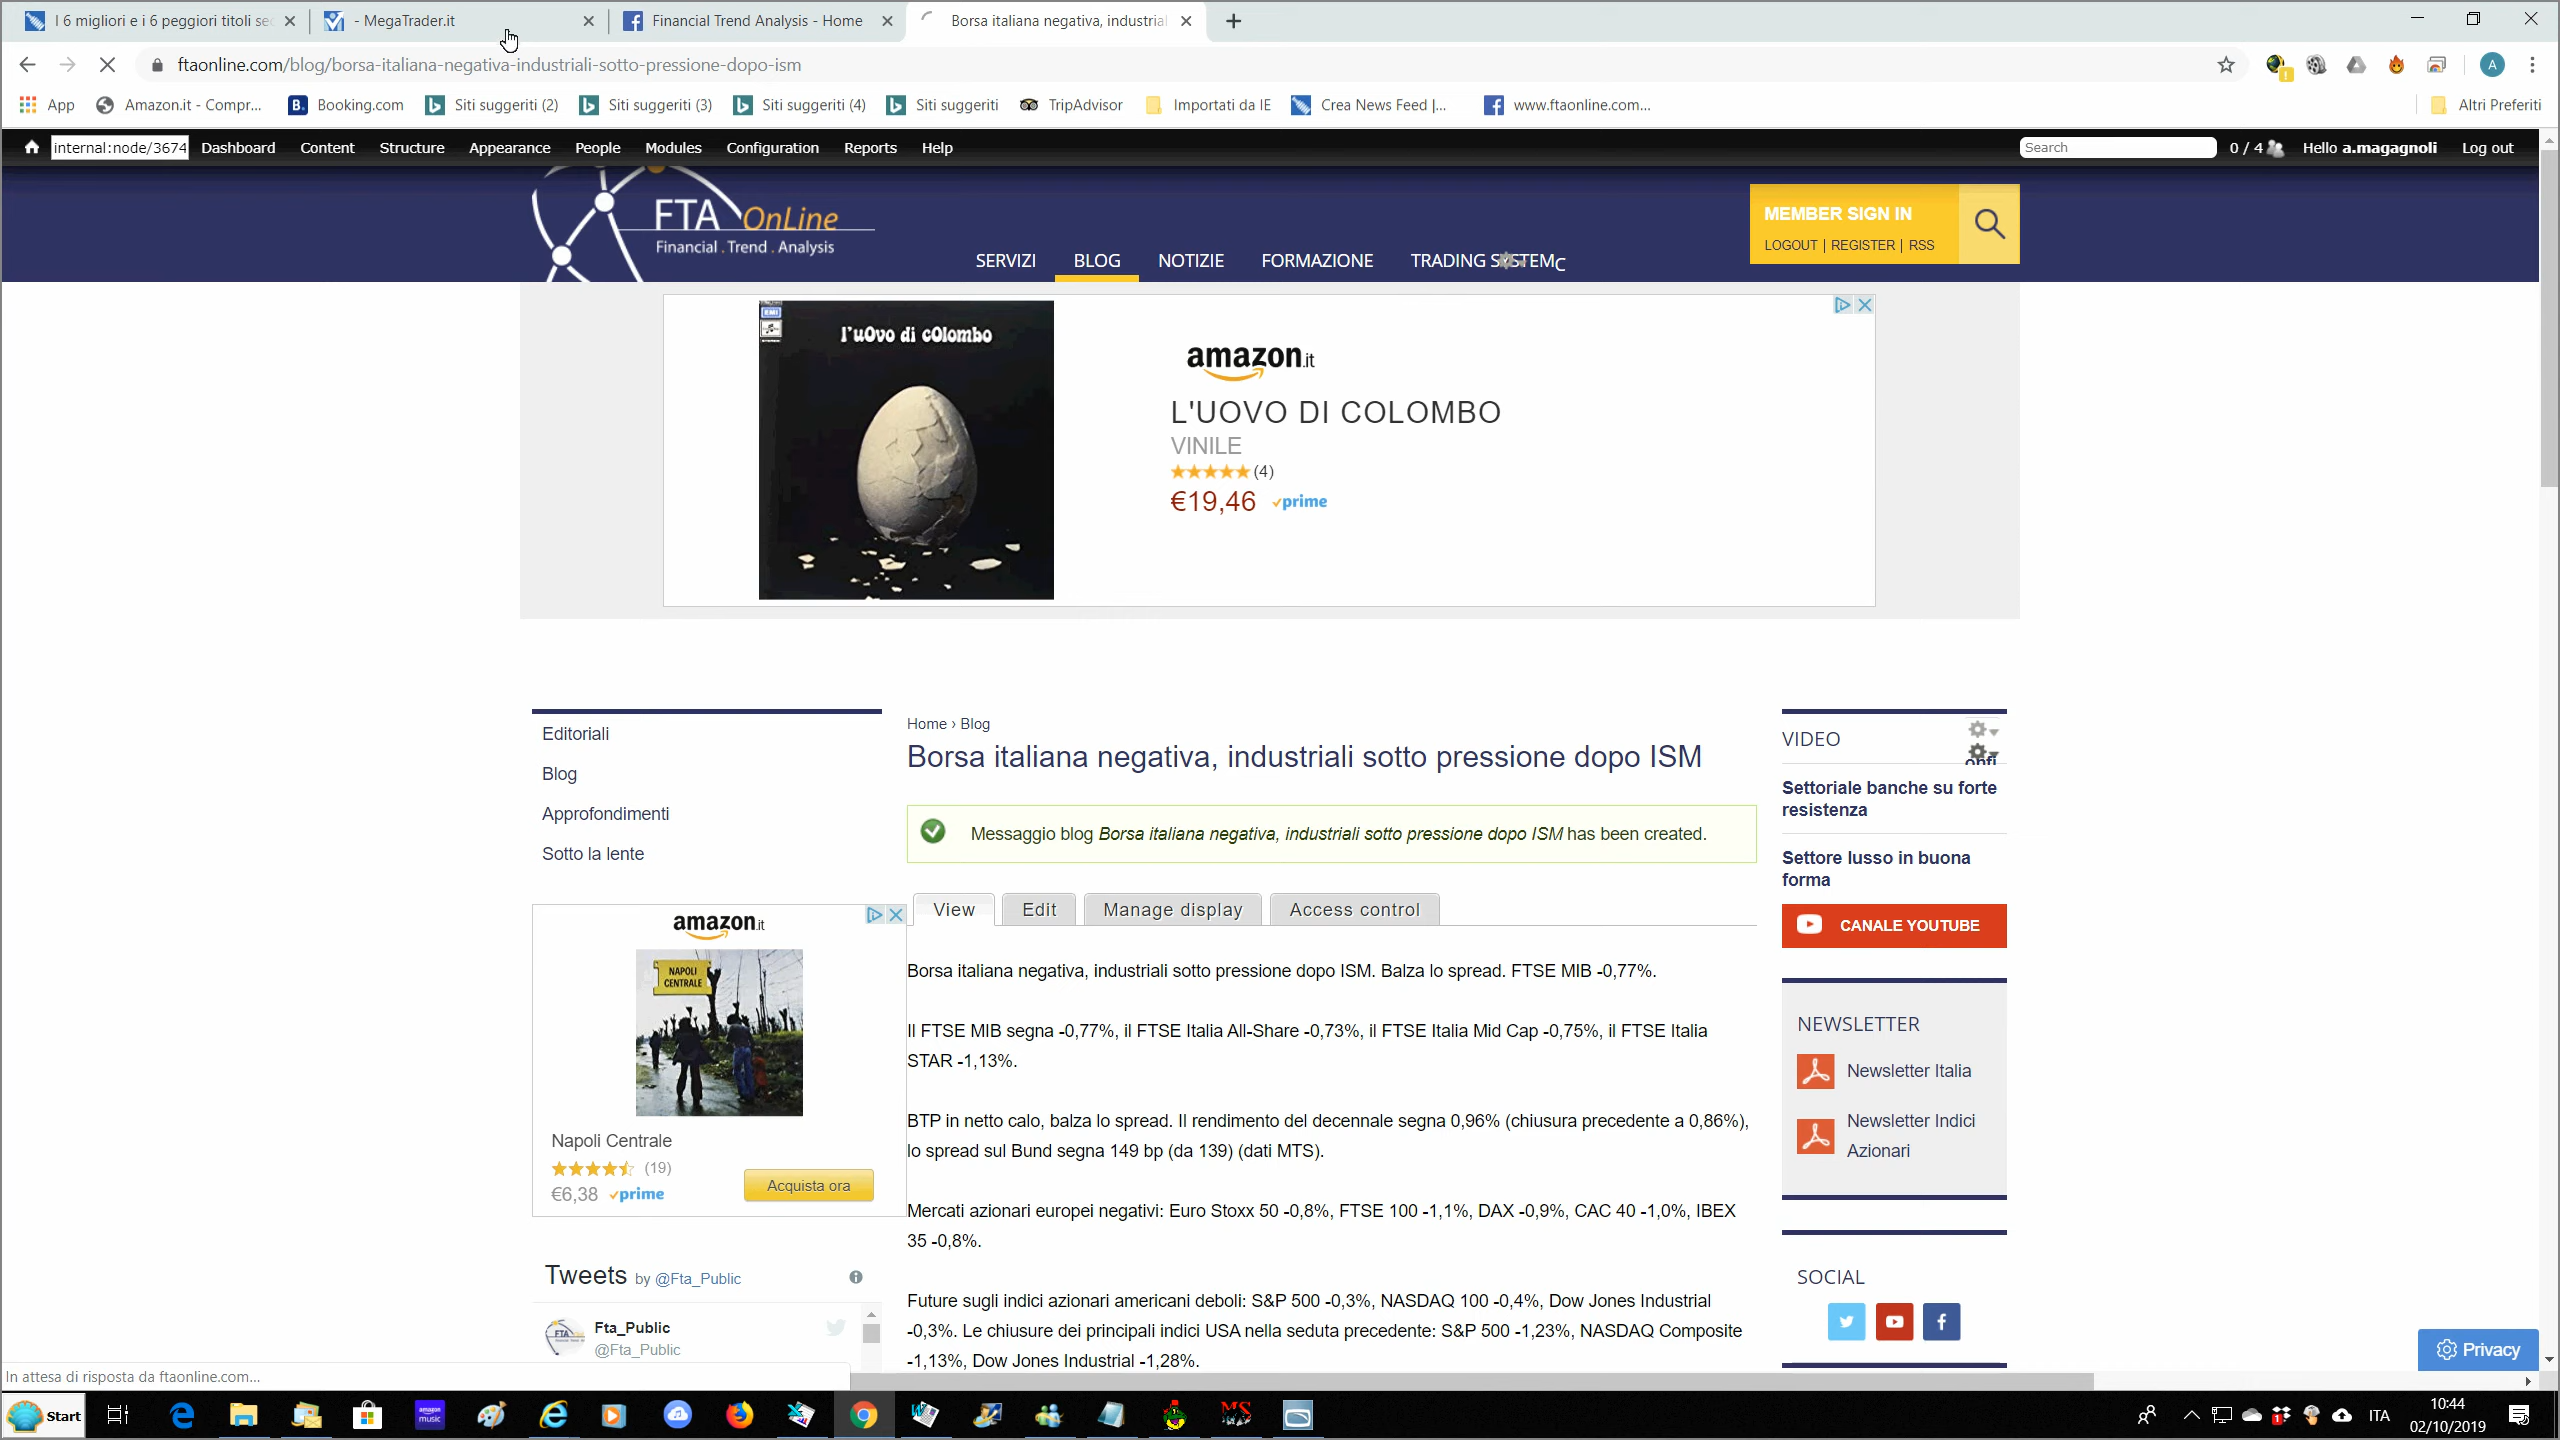 I 6 migliori e i 6 peggiori titoli se
- MegaTrader.it
Financial Trend Analysis - Home
Borsa italiana negativa, industrial
ftaonline.com/blog/borsa-italiana-negativa-industriali-sotto-pressione-dopo-ism
A
App
Amazon.it - Compr...
Booking.com
Siti suggeriti (2)
Siti suggeriti (3)
Siti suggeriti (4)
Siti suggeriti
TripAdvisor
Importati da IE
Crea News Feed |...
www.ftaonline.com...
Altri Preferiti
internal:node/3674
Dashboard
Content
Structure
Appearance
People
Modules
Configuration
Reports
Help
Search
0 / 4
Hello a.magagnoli
Log out
FTA OnLine
Financial . Trend . Analysis
SERVIZI
BLOG
NOTIZIE
FORMAZIONE
TRADING SYSTEM
MEMBER SIGN IN
LOGOUT | REGISTER | RSS
EMI
l'uOvo di cOlombo
amazon.it
L'UOVO DI COLOMBO
VINILE
(4)
€19,46 prime
Editoriali
Blog
Approfondimenti
Sotto la lente
Home › Blog
Borsa italiana negativa, industriali sotto pressione dopo ISM
Messaggio blog Borsa italiana negativa, industriali sotto pressione dopo ISM has been created.
View
Edit
Manage display
Access control
Borsa italiana negativa, industriali sotto pressione dopo ISM. Balza lo spread. FTSE MIB -0,77%.
Il FTSE MIB segna -0,77%, il FTSE Italia All-Share -0,73%, il FTSE Italia Mid Cap -0,75%, il FTSE Italia
STAR -1,13%.
BTP in netto calo, balza lo spread. Il rendimento del decennale segna 0,96% (chiusura precedente a 0,86%),
lo spread sul Bund segna 149 bp (da 139) (dati MTS).
Mercati azionari europei negativi: Euro Stoxx 50 -0,8%, FTSE 100 -1,1%, DAX -0,9%, CAC 40 -1,0%, IBEX
35 -0,8%.
Future sugli indici azionari americani deboli: S&P 500 -0,3%, NASDAQ 100 -0,4%, Dow Jones Industrial
-0,3%. Le chiusure dei principali indici USA nella seduta precedente: S&P 500 -1,23%, NASDAQ Composite
-1,13%, Dow Jones Industrial -1,28%.
amazon.it
NAPOLI
CENTRALE
Napoli Centrale
(19)
€6,38 prime
Acquista ora
Tweets by @Fta_Public
FTA
Fta_Public
@Fta_Public
VIDEO
Settoriale banche su forte
resistenza
Settore lusso in buona
forma
CANALE YOUTUBE
NEWSLETTER
Newsletter Italia
Newsletter Indici
Azionari
SOCIAL
Privacy
In attesa di risposta da ftaonline.com...
Start
amazon
music
MS
ITA
10:44
02/10/2019